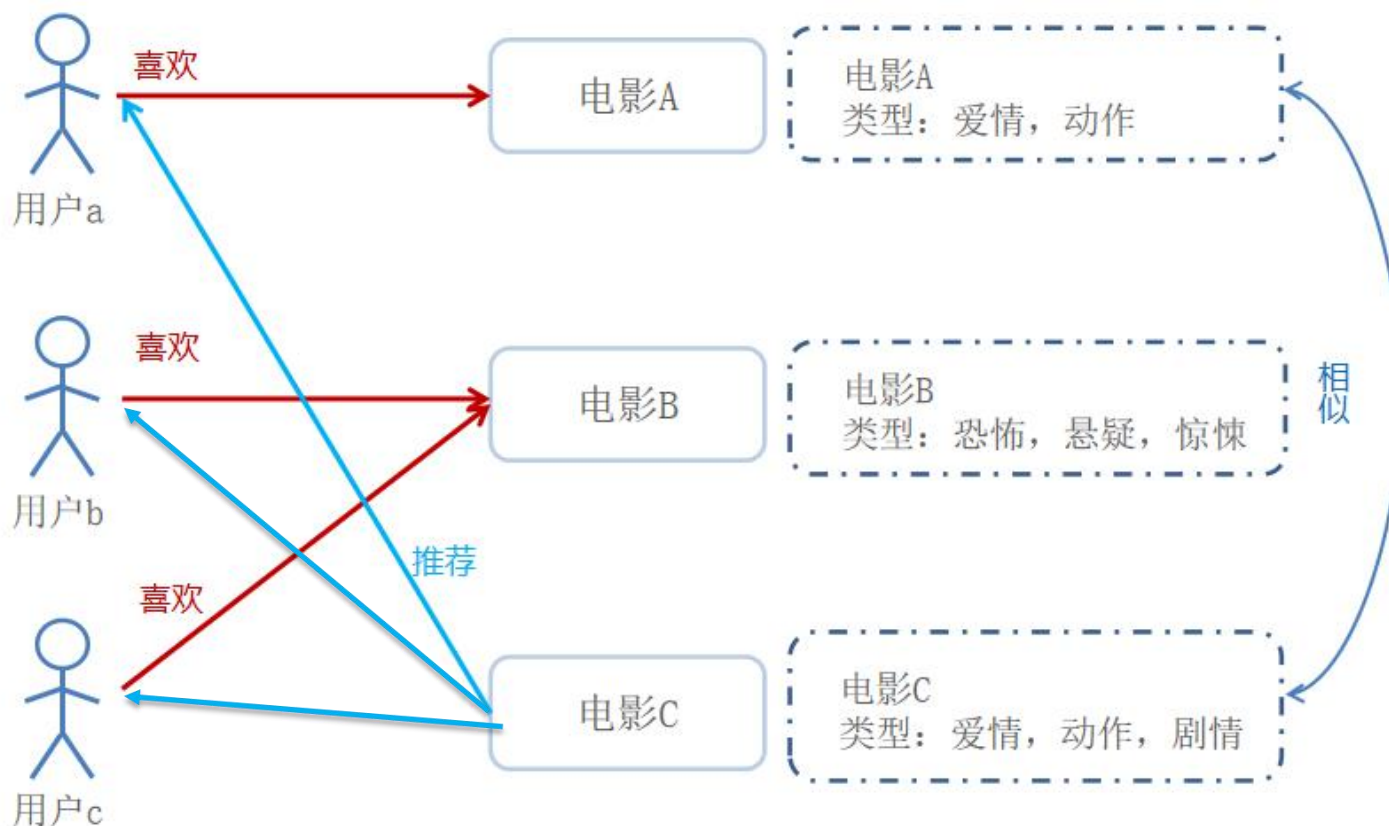 喜欢
电影A
电影A
类型：爱情，动作
用户a
喜欢
电影B
电影B
类型：恐怖，悬疑，惊悚
相似
用户b
推荐
喜欢
电影C
电影C
类型：爱情，动作，剧情
用户c